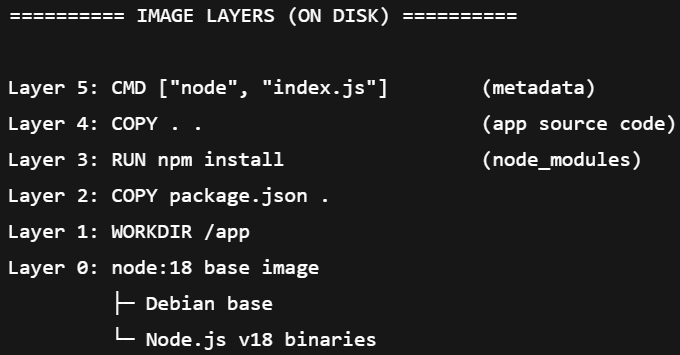 ========== IMAGE LAYERS (ON DISK) ==========
Layer 5: CMD ["node", "index.js"]        (metadata)
Layer 4: COPY . .                        (app source code)
Layer 3: RUN npm install                 (node_modules)
Layer 2: COPY package.json .
Layer 1: WORKDIR /app
Layer 0: node:18 base image
         ├─ Debian base
         └─ Node.js v18 binaries